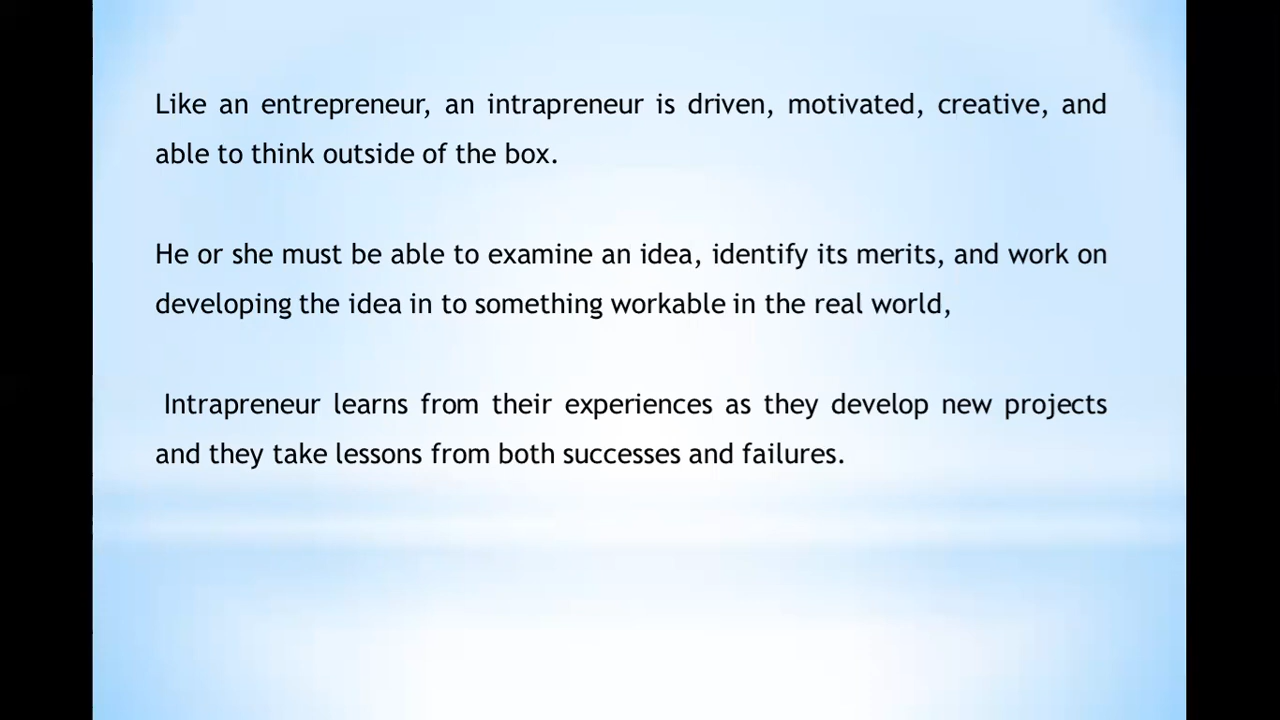 Like an entrepreneur, an intrapreneur is driven, motivated, creative, and
able to think outside of the box.
He or she must be able to examine an idea, identify its merits, and work on
developing the idea in to something workable in the real world,
Intrapreneur learns from their experiences as they develop new projects
and they take lessons from both successes and failures.